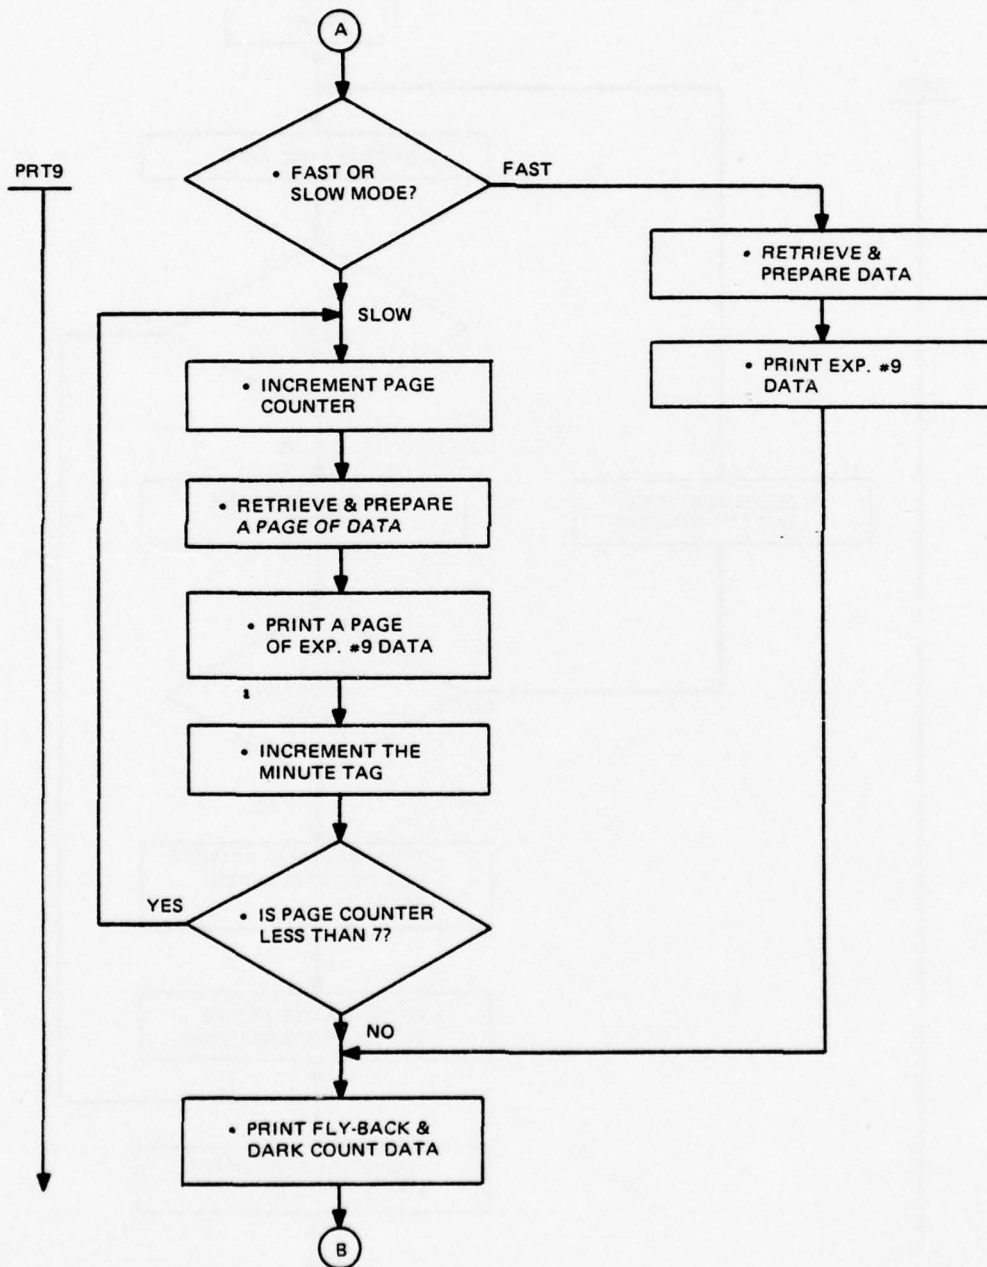 A
PRT9
• FAST OR
SLOW MODE?
FAST
• RETRIEVE &
PREPARE DATA
• PRINT EXP. #9
DATA
SLOW
• INCREMENT PAGE
COUNTER
• RETRIEVE & PREPARE
A PAGE OF DATA
• PRINT A PAGE
OF EXP. #9 DATA
• INCREMENT THE
MINUTE TAG
YES
• IS PAGE COUNTER
LESS THAN 7?
NO
• PRINT FLY-BACK &
DARK COUNT DATA
B